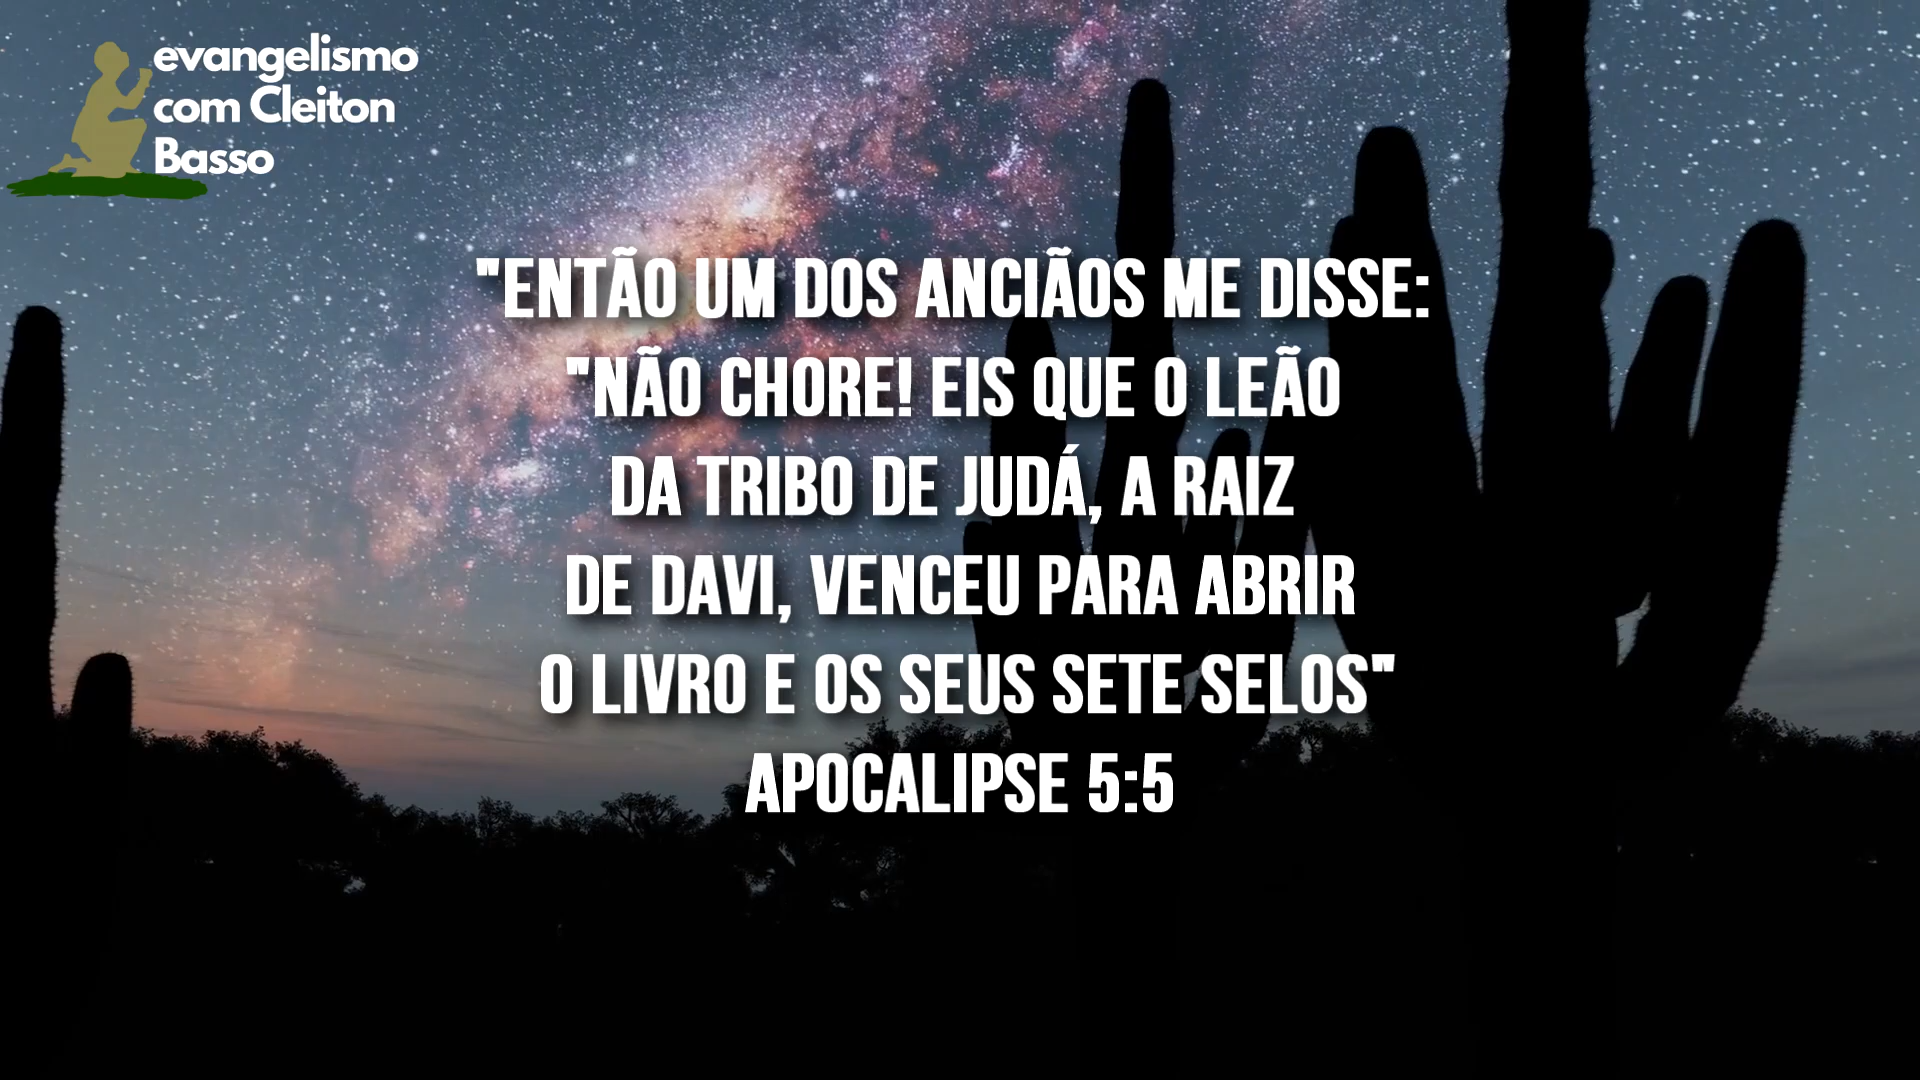 evangelismo
com Cleiton
Basso
"ENTÃO UM DOS ANCIÃOS ME DISSE:
"NÃO CHORE! EIS QUE O LEÃO
DA TRIBO DE JUDÁ, A RAIZ
DE DAVI, VENCEU PARA ABRIR
O LIVRO E OS SEUS SETE SELOS"
APOCALIPSE 5:5